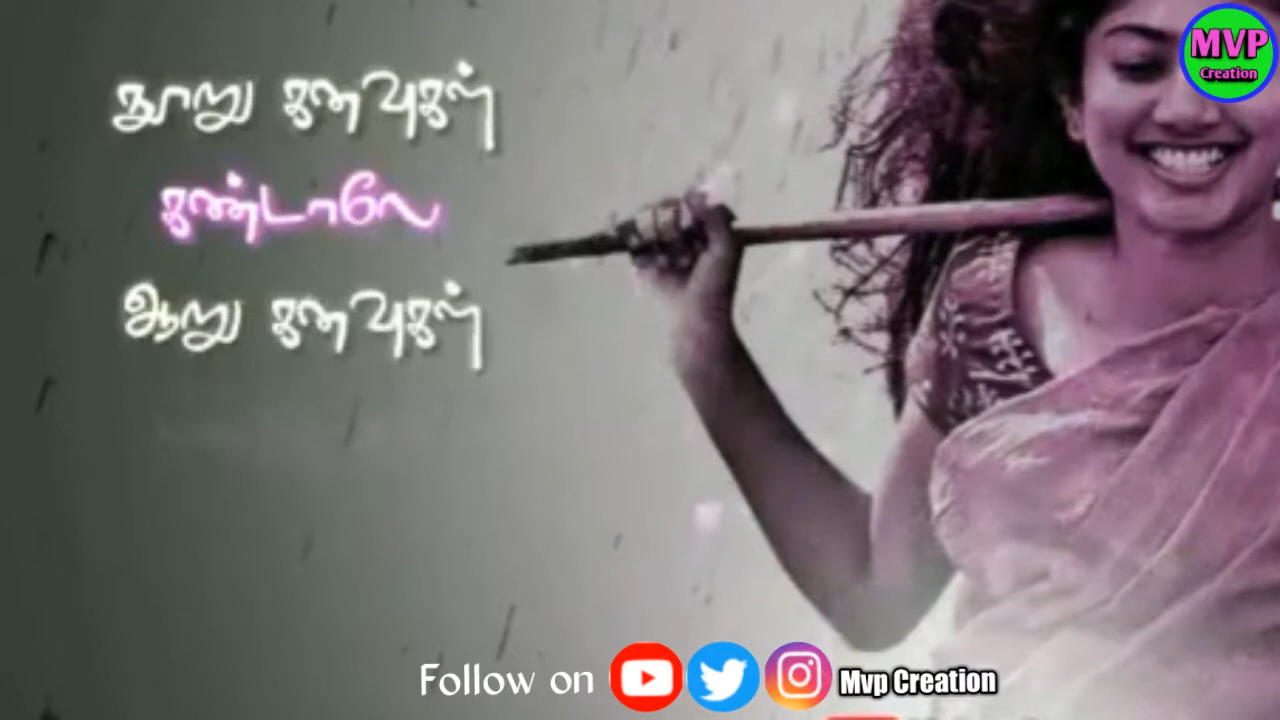 நூறு கனவுகள்
கண்டாலே
ஆறு கனவுகள்
MVP
Creation
Follow on
Mvp Creation